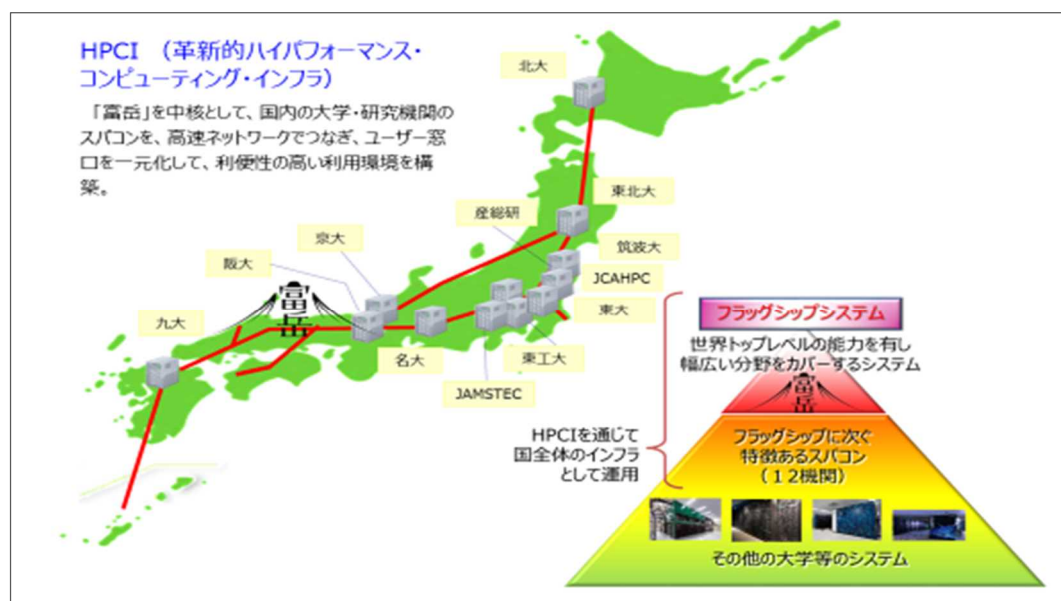 HPCI （革新的ハイパフォーマンス・
コンピューティング・インフラ）
「富岳」を中核として、国内の大学・研究機関の
スパコンを、高速ネットワークでつなぎ、ユーザー窓
口を一元化して、利便性の高い利用環境を構
築。
北大
東北大
産総研
筑波大
京大
JCAHPC
阪大
富岳
東大
九大
名大
東工大
JAMSTEC
フラッグシップシステム
世界トップレベルの能力を有し
幅広い分野をカバーするシステム
富岳
HPCIを通じて
国全体のインフラ
として運用
フラッグシップに次ぐ
特徴あるスパコン
（１２機関）
その他の大学等のシステム